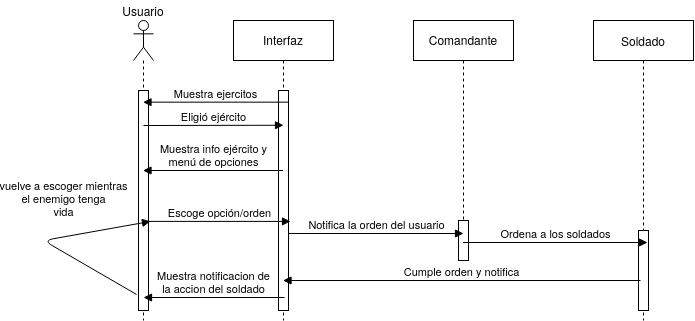 Usuario
Interfaz
Comandante
Soldado
Muestra ejercitos
Eligió ejército
Muestra info ejército y
menú de opciones
vuelve a escoger mientras
el enemigo tenga
vida
Escoge opción/orden
Notifica la orden del usuario
Ordena a los soldados
Cumple orden y notifica
Muestra notificacion de
la accion del soldado